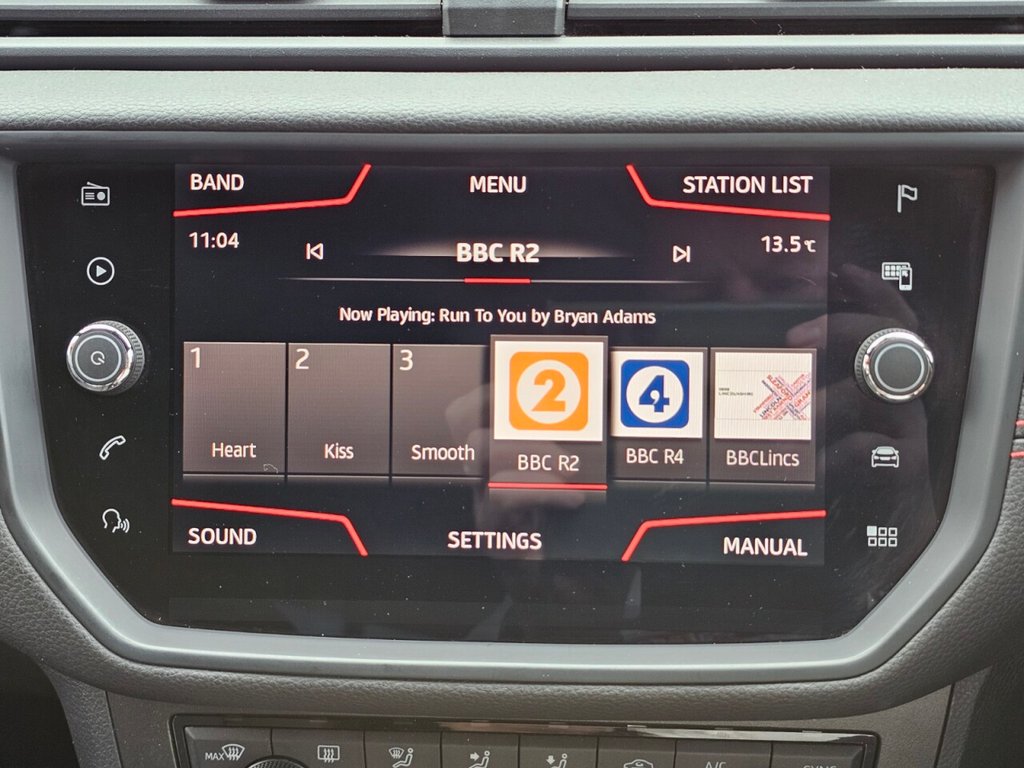 BAND MENU STATION LIST
11:04 BBC R2 13.5℃
Now Playing: Run To You by Bryan Adams
1 2 3 2 4
Heart Kiss Smooth BBC R2 BBC R4 BBCLincs
SOUND SETTINGS MANUAL
MAX A/C SYNC